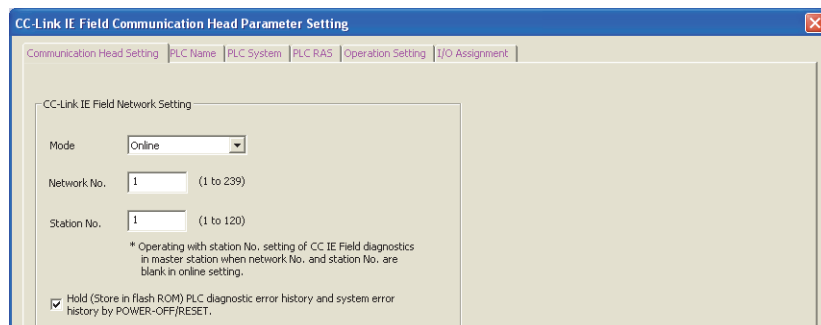 CC-Link IE Field Communication Head Parameter Setting
Communication Head Setting PLC Name PLC System PLC RAS Operation Setting I/O Assignment
CC-Link IE Field Network Setting
Mode Online
Network No. 1 (1 to 239)
Station No. 1 (1 to 120)
* Operating with station No. setting of CC IE Field diagnostics
in master station when network No. and station No. are
blank in online setting.
Hold (Store in flash ROM) PLC diagnostic error history and system error
history by POWER-OFF/RESET.